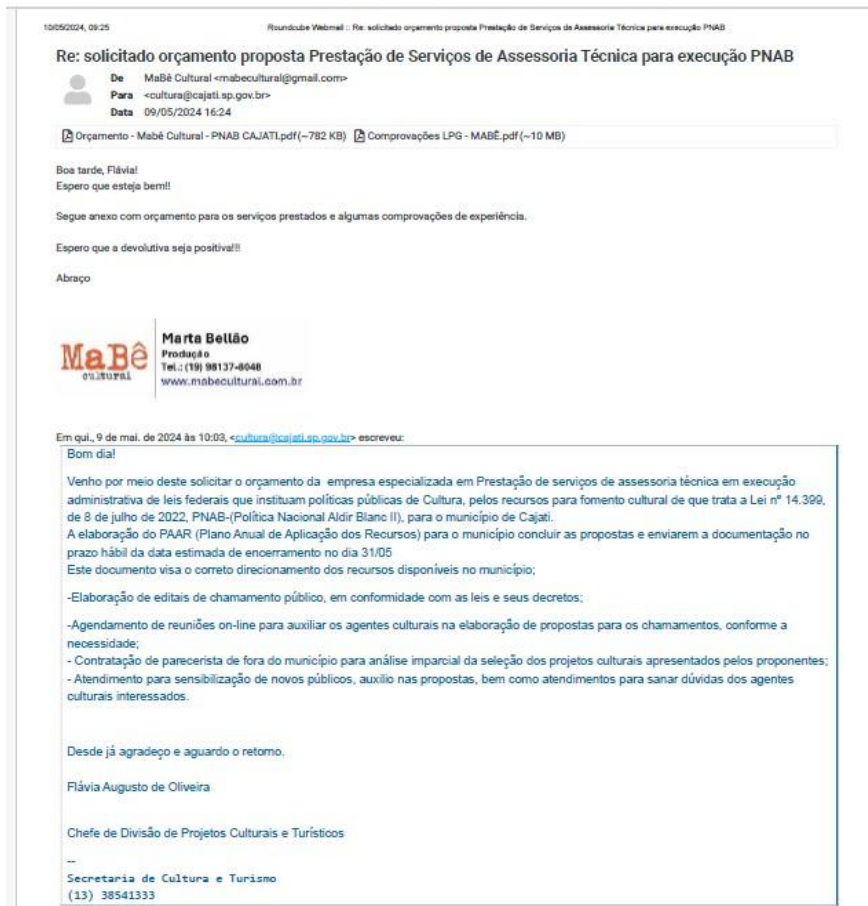 10/05/2024, 09:25
Roundcube Webmail :: Re: solicitado orçamento proposta Prestação de Serviços de Assessoria Técnica para execução PNAB
Re: solicitado orçamento proposta Prestação de Serviços de Assessoria Técnica para execução PNAB
De MaBê Cultural <mabecultural@gmail.com>
Para <cultura@cajati.sp.gov.br>
Data 09/05/2024 16:24
Orçamento - Mabê Cultural - PNAB CAJATI.pdf(~782 KB) Comprovações LPG - MABÊ.pdf(~10 MB)
Boa tarde, Flávia!
Espero que esteja bem!!
Segue anexo com orçamento para os serviços prestados e algumas comprovações de experiência.
Espero que a devolutiva seja positiva!!!
Abraço
MaBê
cultural
Marta Bellão
Produção
Tel.: (19) 98137-8048
www.mabecultural.com.br
Em qui., 9 de mai. de 2024 às 10:03, <cultura@cajati.sp.gov.br> escreveu:
Bom dia!
Venho por meio deste solicitar o orçamento da empresa especializada em Prestação de serviços de assessoria técnica em execução
administrativa de leis federais que instituam políticas públicas de Cultura, pelos recursos para fomento cultural de que trata a Lei nº 14.399,
de 8 de julho de 2022, PNAB-(Política Nacional Aldir Blanc II), para o município de Cajati.
A elaboração do PAAR (Plano Anual de Aplicação dos Recursos) para o município concluir as propostas e enviarem a documentação no
prazo hábil da data estimada de encerramento no dia 31/05
Este documento visa o correto direcionamento dos recursos disponíveis no município;
-Elaboração de editais de chamamento público, em conformidade com as leis e seus decretos;
-Agendamento de reuniões on-line para auxiliar os agentes culturais na elaboração de propostas para os chamamentos, conforme a
necessidade;
- Contratação de parecerista de fora do município para análise imparcial da seleção dos projetos culturais apresentados pelos proponentes;
- Atendimento para sensibilização de novos públicos, auxilio nas propostas, bem como atendimentos para sanar dúvidas dos agentes
culturais interessados.
Desde já agradeço e aguardo o retorno.
Flávia Augusto de Oliveira
Chefe de Divisão de Projetos Culturais e Turísticos
--
Secretaria de Cultura e Turismo
(13) 38541333